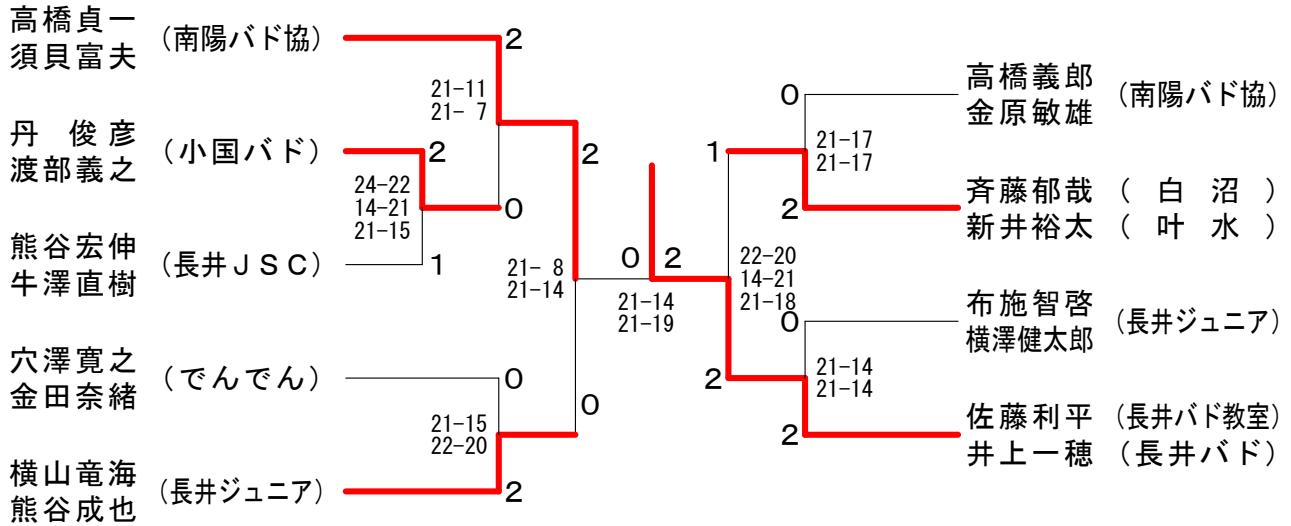 高橋貞一
須貝富夫
(南陽バド協)
2
21-11
21- 7
丹 俊彦
渡部義之
(小国バド)
2
24-22
14-21
21-15
0
熊谷宏伸
牛澤直樹
(長井JSC)
1
2
21- 8
21-14
穴澤寛之
金田奈緒
(でんでん)
0
21-15
22-20
0
横山竜海
熊谷成也
(長井ジュニア)
2
0
2
21-14
21-19
高橋義郎
金原敏雄
(南陽バド協)
0
21-17
21-17
1
斉藤郁哉 (白沼)
新井裕太 (叶水)
2
22-20
14-21
21-18
布施智啓
横澤健太郎
(長井ジュニア)
0
21-14
21-14
2
佐藤利平 (長井バド教室)
井上一穂 (長井バド)
2